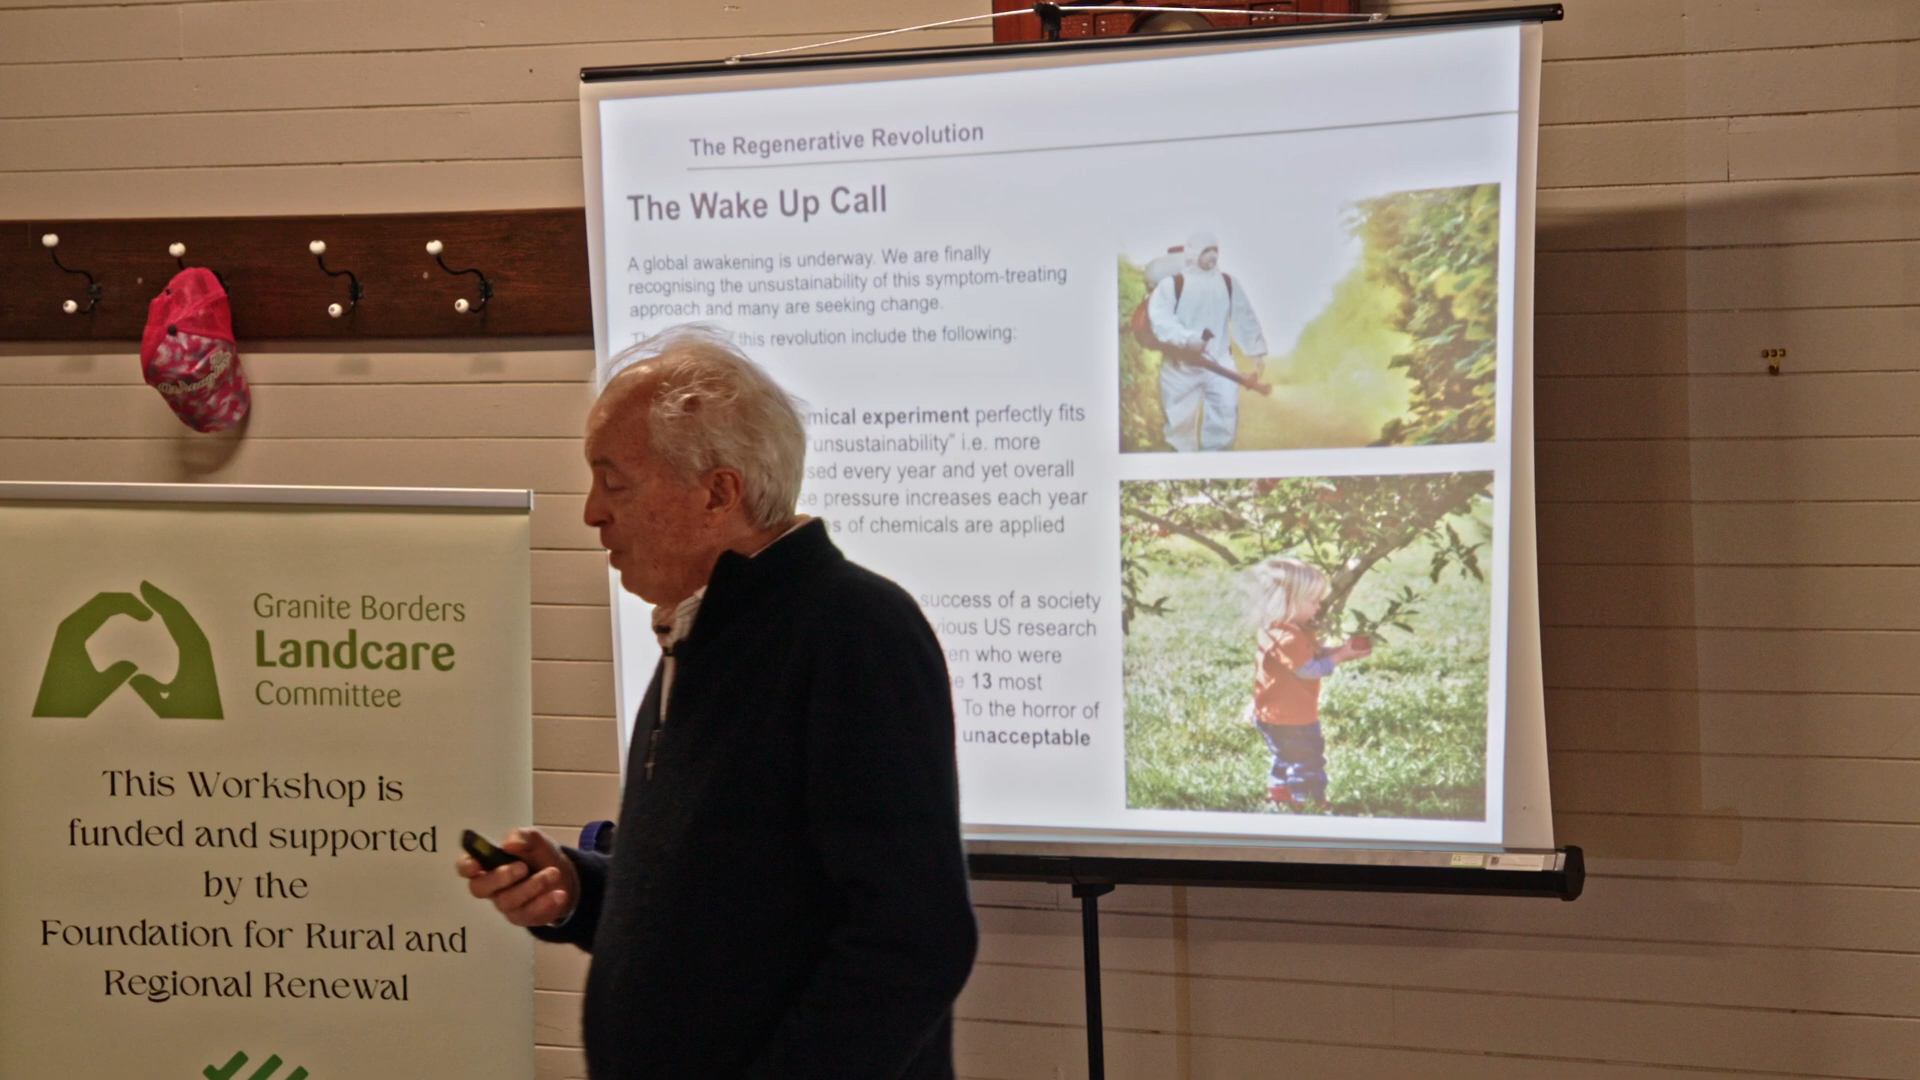 The Regenerative Revolution
The Wake Up Call
A global awakening is underway. We are finally
recognising the unsustainability of this symptom-treating
approach and many are seeking change.
this revolution include the following:
mical experiment perfectly fits
"unsustainability" i.e. more
sed every year and yet overall
se pressure increases each year
es of chemicals are applied
success of a society
vious US research
en who were
e 13 most
To the horror of
unacceptable
Granite Borders
Landcare
Committee
This Workshop is
funded and supported
by the
Foundation for Rural and
Regional Renewal